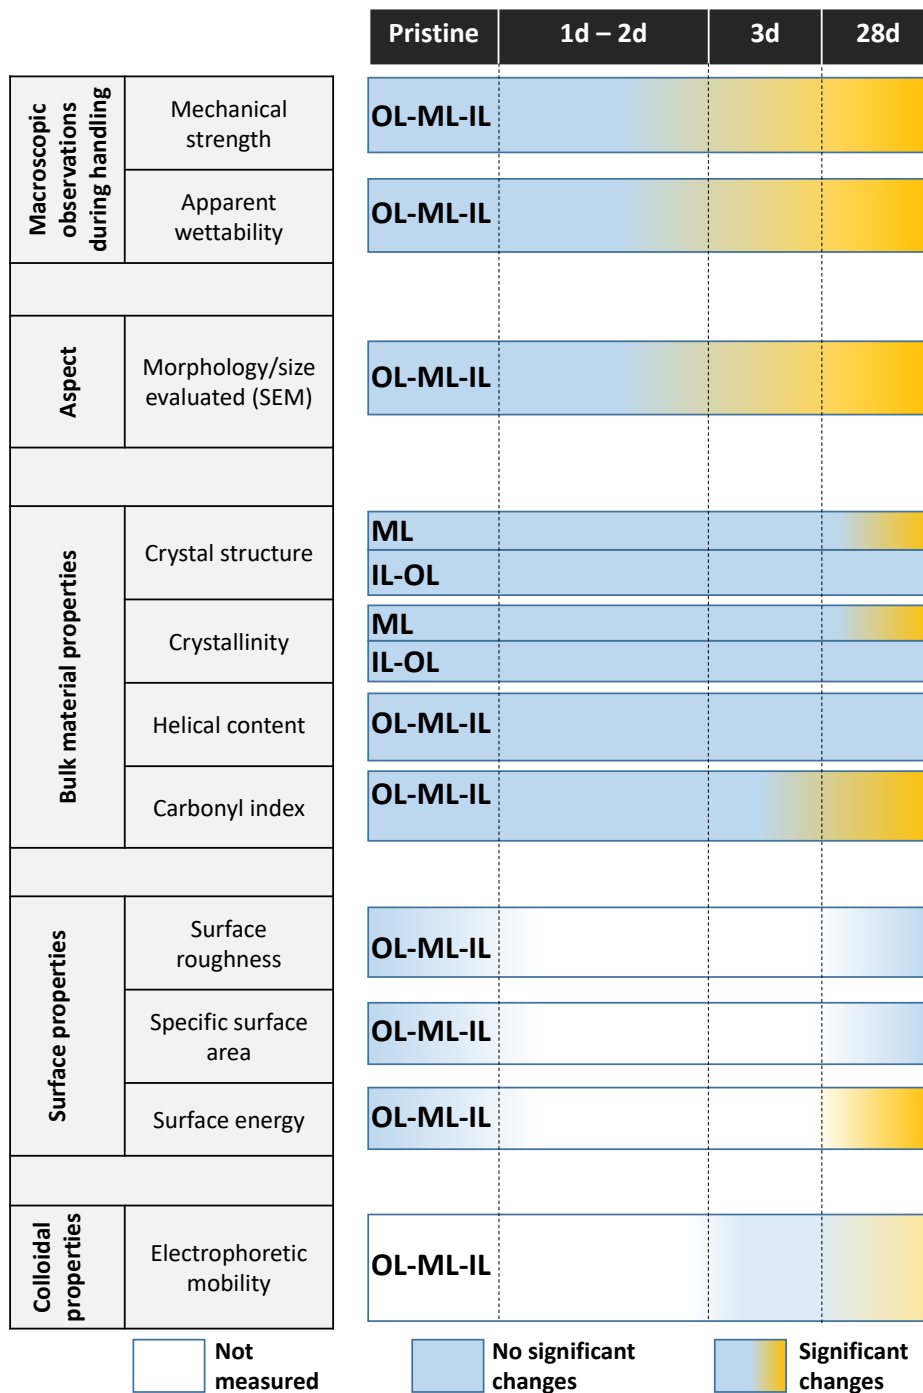 Pristine 1d – 2d 3d 28d
Macroscopic
observations
during handling
Mechanical
strength
OL-ML-IL
Apparent
wettability
OL-ML-IL
Aspect
Morphology/size
evaluated (SEM)
OL-ML-IL
Bulk material properties
Crystal structure
ML
IL-OL
Crystallinity
ML
IL-OL
Helical content
OL-ML-IL
Carbonyl index
OL-ML-IL
Surface properties
Surface
roughness
OL-ML-IL
Specific surface
area
OL-ML-IL
Surface energy
OL-ML-IL
Colloidal
properties
Electrophoretic
mobility
OL-ML-IL
Not
measured
No significant
changes
Significant
changes